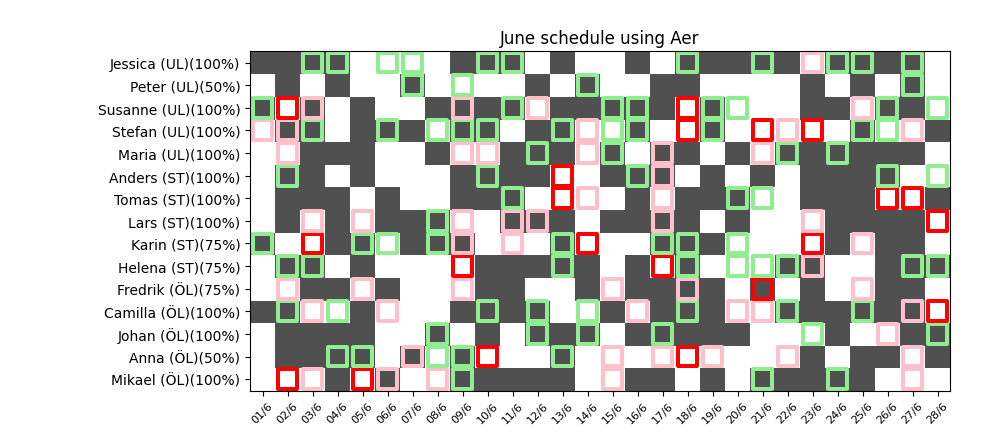 June schedule using Aer
Jessica (UL)(100%)
Peter (UL)(50%)
Susanne (UL)(100%)
Stefan (UL)(100%)
Maria (UL)(100%)
Anders (ST)(100%)
Tomas (ST)(100%)
Lars (ST)(100%)
Karin (ST)(75%)
Helena (ST)(75%)
Fredrik (ÖL)(75%)
Camilla (ÖL)(100%)
Johan (ÖL)(100%)
Anna (ÖL)(50%)
Mikael (ÖL)(100%)
01/6 02/6 03/6 04/6 05/6 06/6 07/6 08/6 09/6 10/6 11/6 12/6 13/6 14/6 15/6 16/6 17/6 18/6 19/6 20/6 21/6 22/6 23/6 24/6 25/6 26/6 27/6 28/6